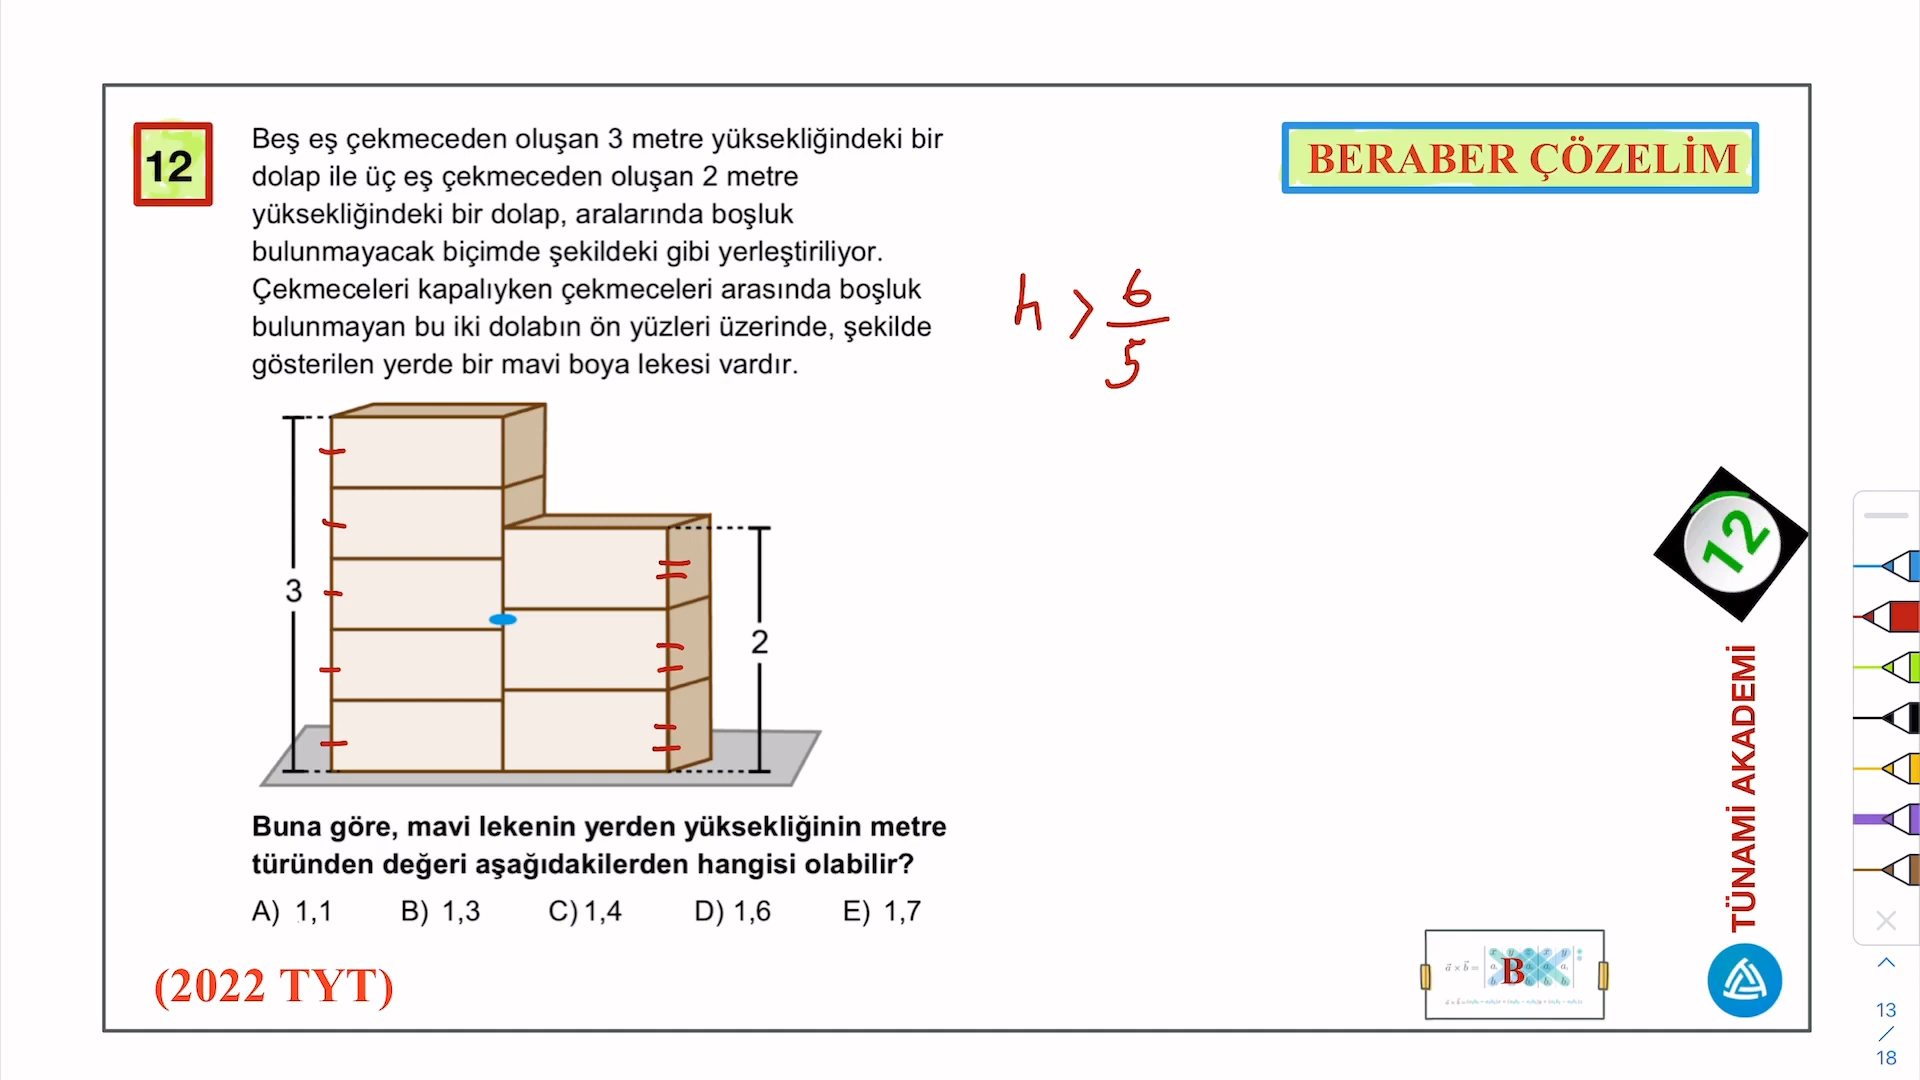 12
Beş eş çekmeceden oluşan 3 metre yüksekliğindeki bir
dolap ile üç eş çekmeceden oluşan 2 metre
yüksekliğindeki bir dolap, aralarında boşluk
bulunmayacak biçimde şekildeki gibi yerleştiriliyor.
Çekmeceleri kapalıyken çekmeceleri arasında boşluk
bulunmayan bu iki dolabın ön yüzleri üzerinde, şekilde
gösterilen yerde bir mavi boya lekesi vardır.
BERABER ÇÖZELİM
h > 6/5
3
2
12
Buna göre, mavi lekenin yerden yüksekliğinin metre
türünden değeri aşağıdakilerden hangisi olabilir?
A) 1,1 B) 1,3 C) 1,4 D) 1,6 E) 1,7
(2022 TYT)
B
TÜNAMİ AKADEMİ
13
/
18